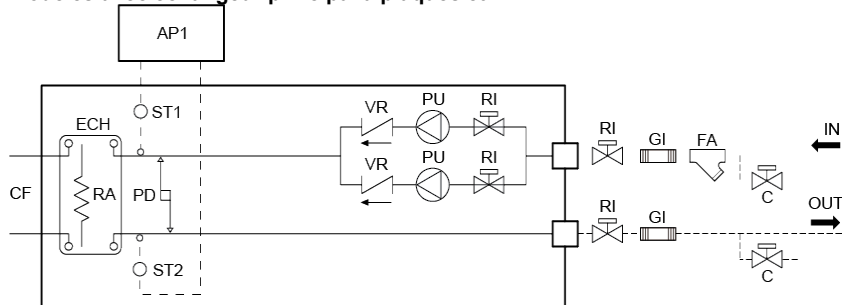 AP1
ST1
ECH
VR
PU
RI
RI
GI
FA
IN
VR
PU
RI
CF
RA
PD
C
OUT
RI
GI
ST2
C